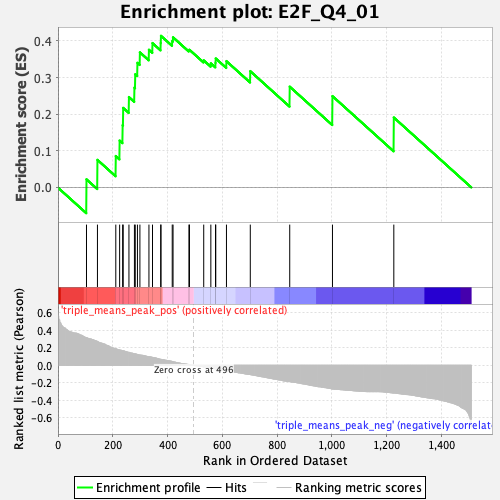 Enrichment plot: E2F_Q4_01
Enrichment score (ES)
0.4
0.3
0.2
0.1
0.0
'triple_means_peak_pos' (positively correlated)
Ranked list metric (Pearson)
0.6
0.4
0.2
0.0
-0.2
-0.4
-0.6
Zero cross at 496
'triple_means_peak_neg' (negatively correlat
0 200 400 600 800 1,000 1,200 1,400
Rank in Ordered Dataset
Enrichment profile Hits Ranking metric scores